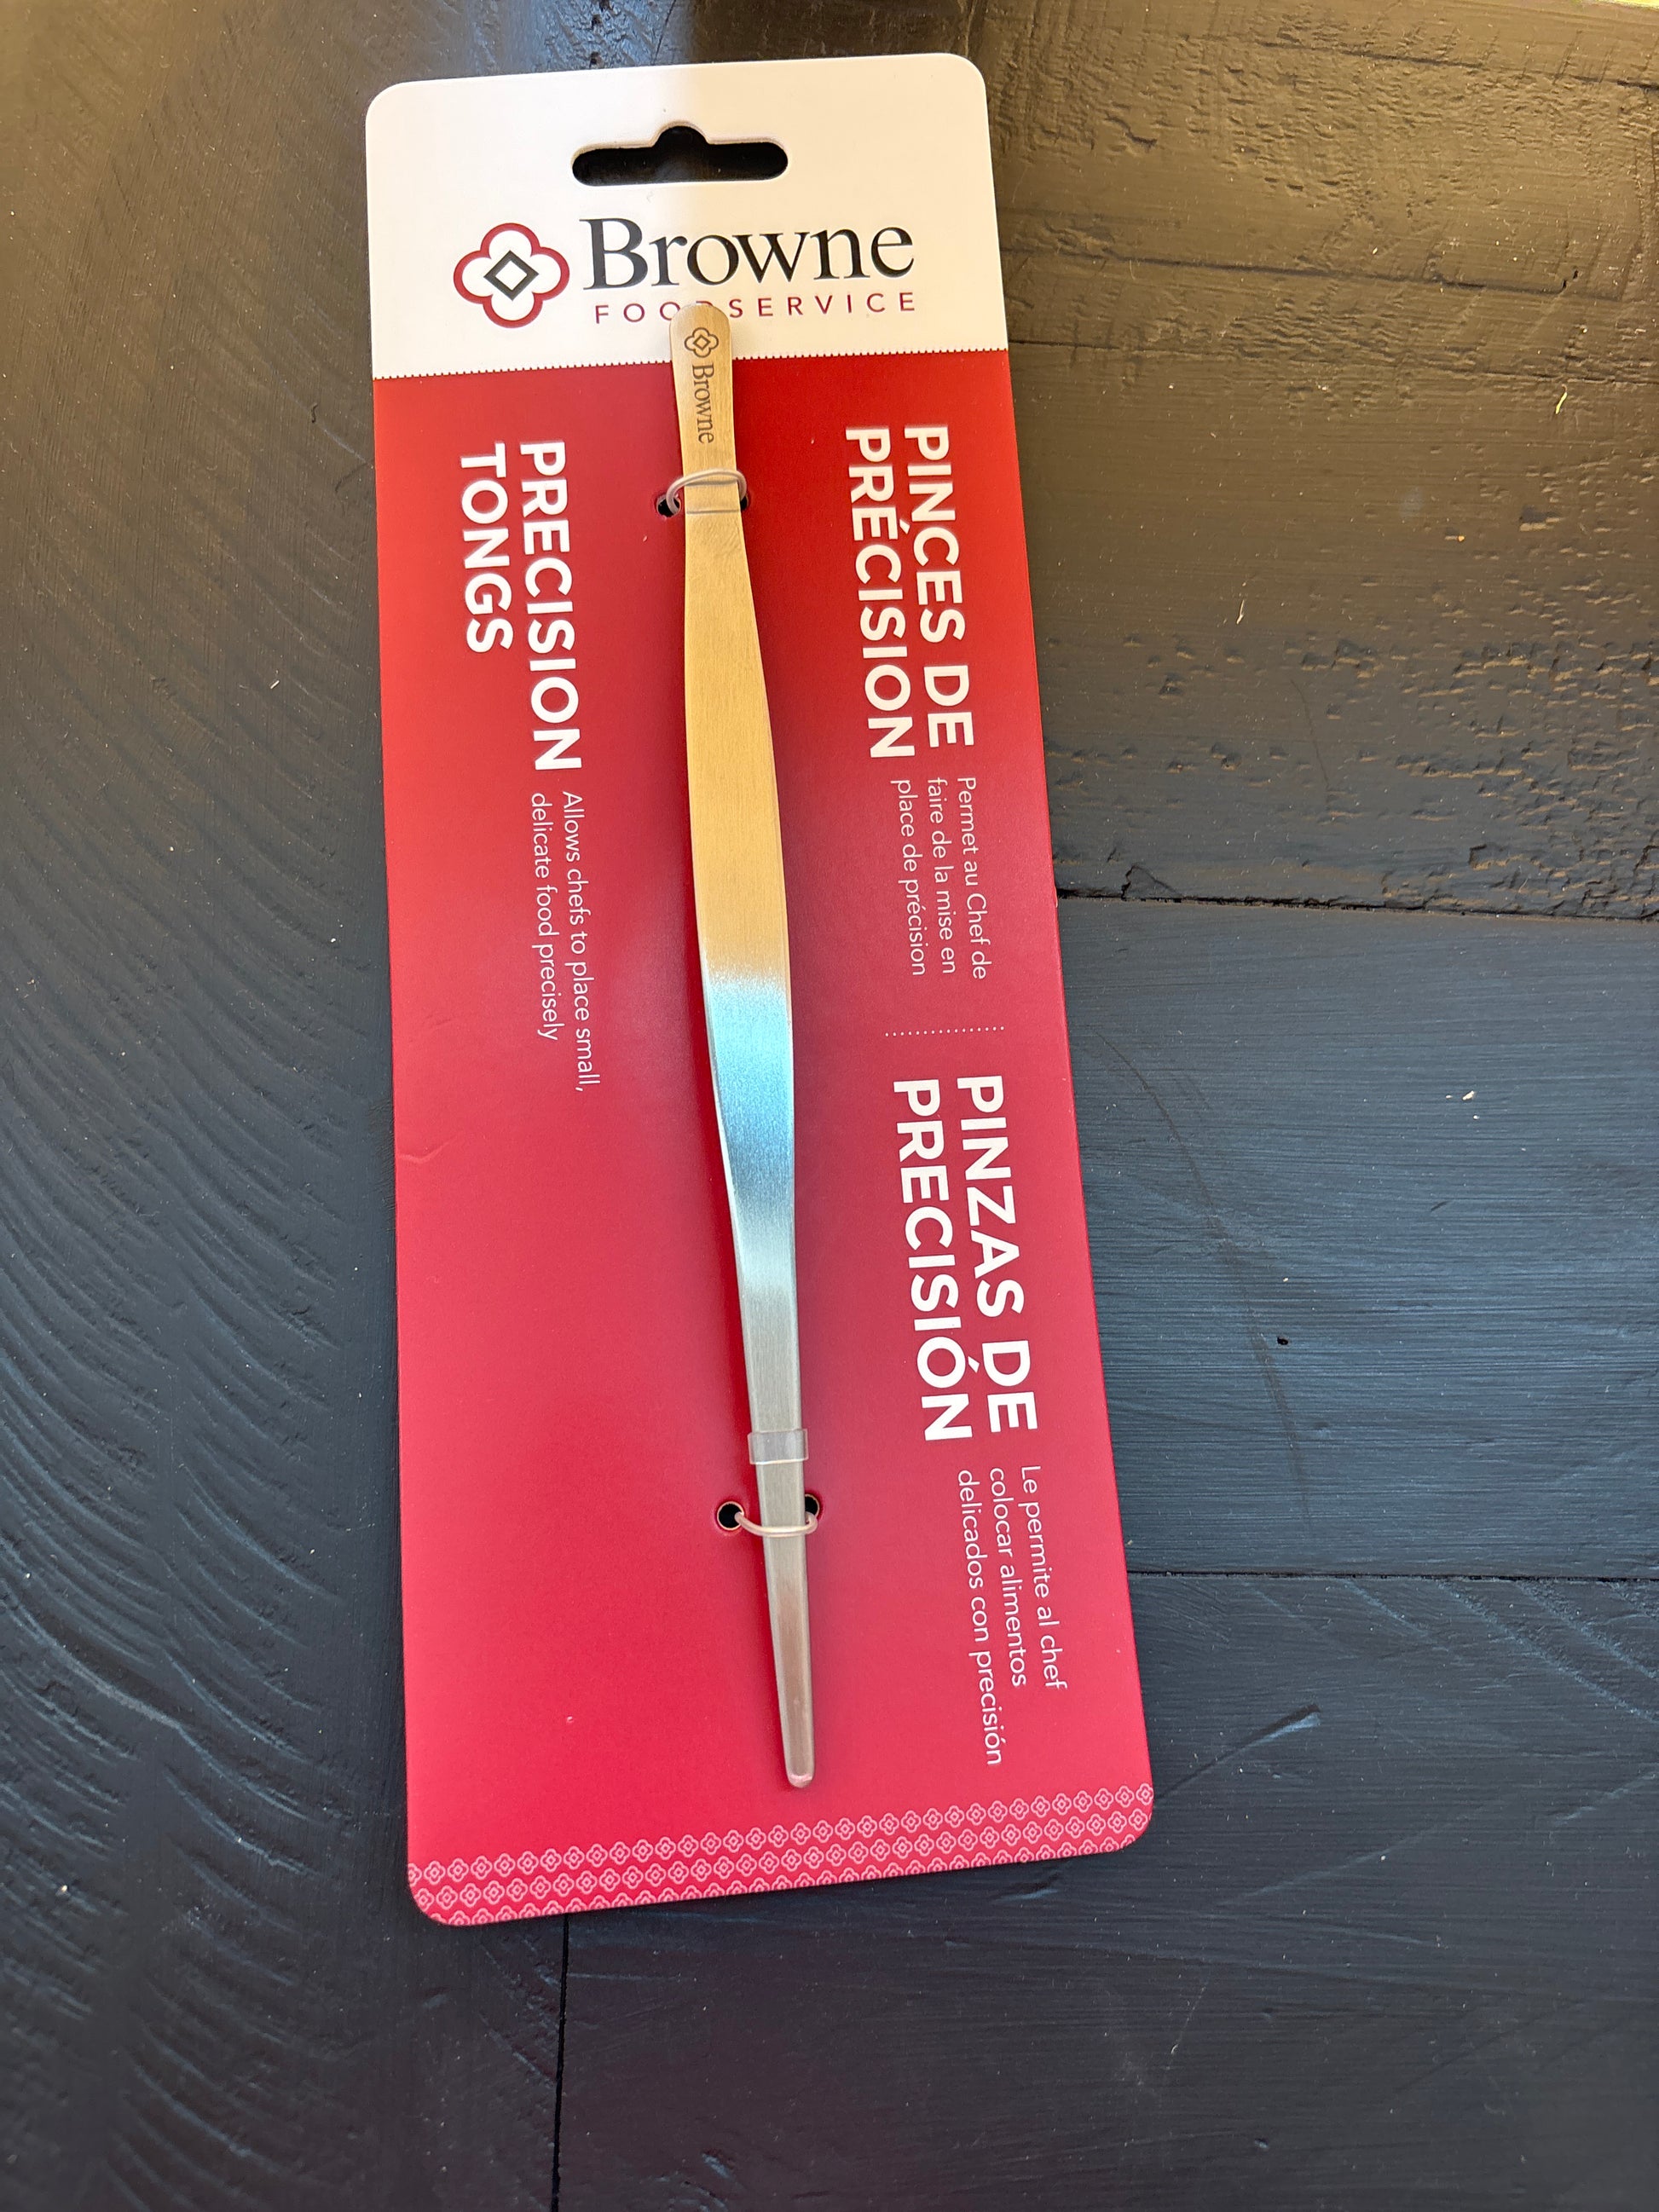 Browne
FOODSERVICE
Browne
PRECISION
TONGS
Allows chefs to place small,
delicate food precisely
PINCES DE
PRÉCISION
Permet au Chef de
faire de la mise en
place de précision
PINZAS DE
PRECISIÓN
Le permite al chef
colocar alimentos
delicados con precisión